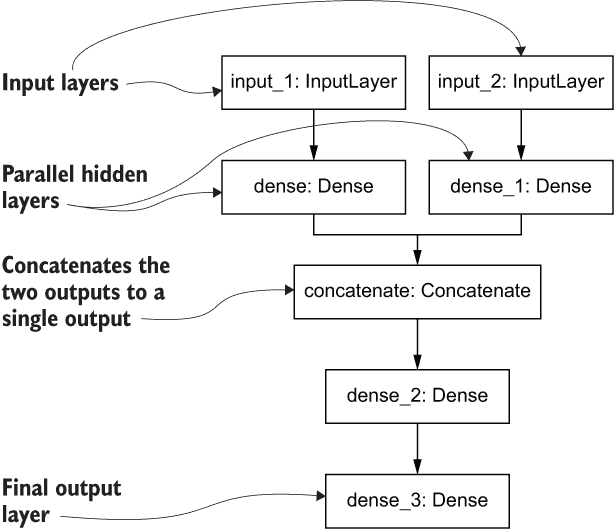 Input layers
input_1: InputLayer
input_2: InputLayer
Parallel hidden
layers
dense: Dense
dense_1: Dense
Concatenates the
two outputs to a
single output
concatenate: Concatenate
dense_2: Dense
Final output
layer
dense_3: Dense